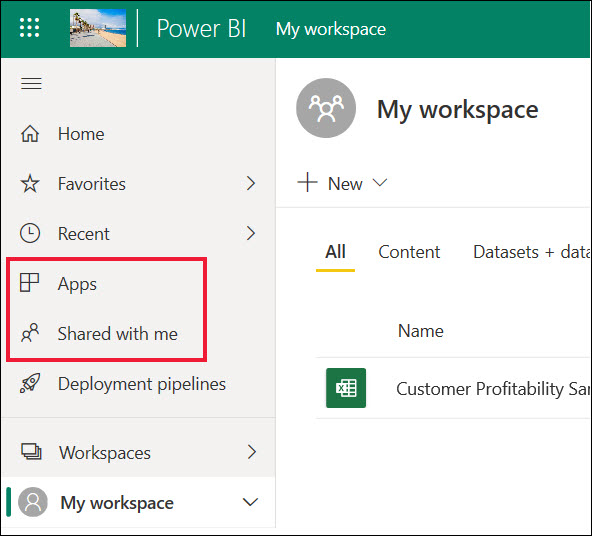 Power BI My workspace
Home
Favorites
Recent
Apps
Shared with me
Deployment pipelines
Workspaces
My workspace
My workspace
New
All Content Datasets + data
Name
Customer Profitability Sar